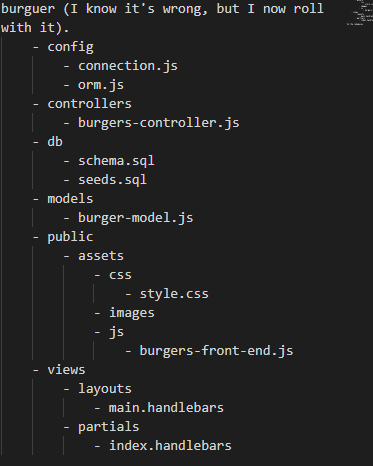 burguer (I know it's wrong, but I now roll
with it).
- config
- connection.js
- orm.js
- controllers
- burgers-controller.js
- db
- schema.sql
- seeds.sql
- models
- burger-model.js
- public
- assets
- css
- style.css
- images
- js
- burgers-front-end.js
- views
- layouts
- main.handlebars
- partials
- index.handlebars